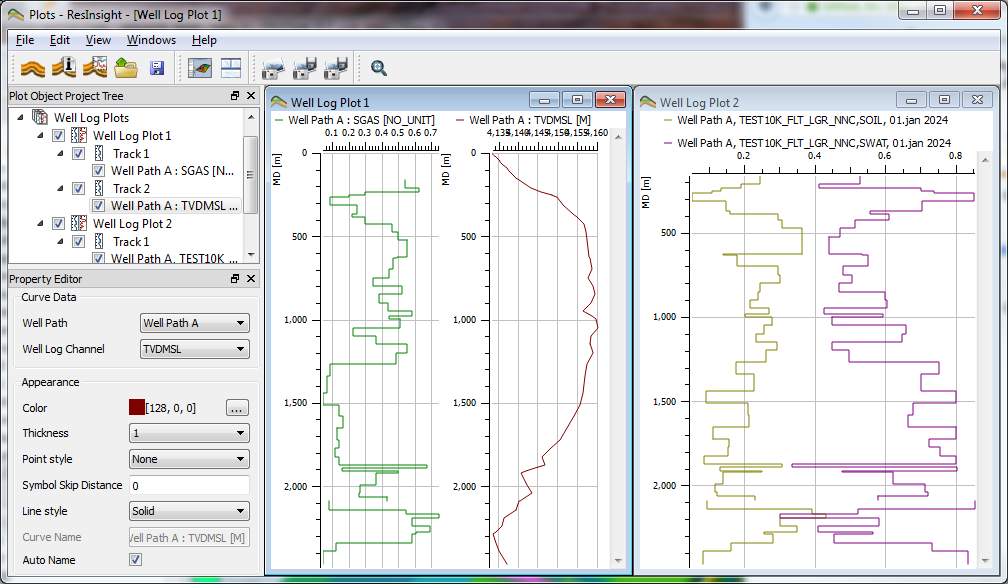 Plots - ResInsight - [Well Log Plot 1]
File Edit View Windows Help
Plot Object Project Tree
Well Log Plots
Well Log Plot 1
Track 1
Well Path A : SGAS [N...
Track 2
Well Path A : TVDMSL ...
Well Log Plot 2
Track 1
Well Path A, TEST10K ...
Property Editor
Curve Data
Well Path Well Path A
Well Log Channel TVDMSL
Appearance
Color [128, 0, 0] ...
Thickness 1
Point style None
Symbol Skip Distance 0
Line style Solid
Curve Name Vell Path A : TVDMSL [M]
Auto Name
Well Log Plot 1
Well Path A : SGAS [NO_UNIT] Well Path A : TVDMSL [M]
0.1 0.2 0.3 0.4 0.5 0.6 0.7
4,135 4,140 4,145 4,150 4,155 4,160
MD [m]
0
500
1,000
1,500
2,000
MD [m]
0
500
1,000
1,500
2,000
Well Log Plot 2
Well Path A, TEST10K_FLT_LGR_NNC,SOIL, 01.jan 2024
Well Path A, TEST10K_FLT_LGR_NNC,SWAT, 01.jan 2024
0.2 0.4 0.6 0.8
MD [m]
500
1,000
1,500
2,000